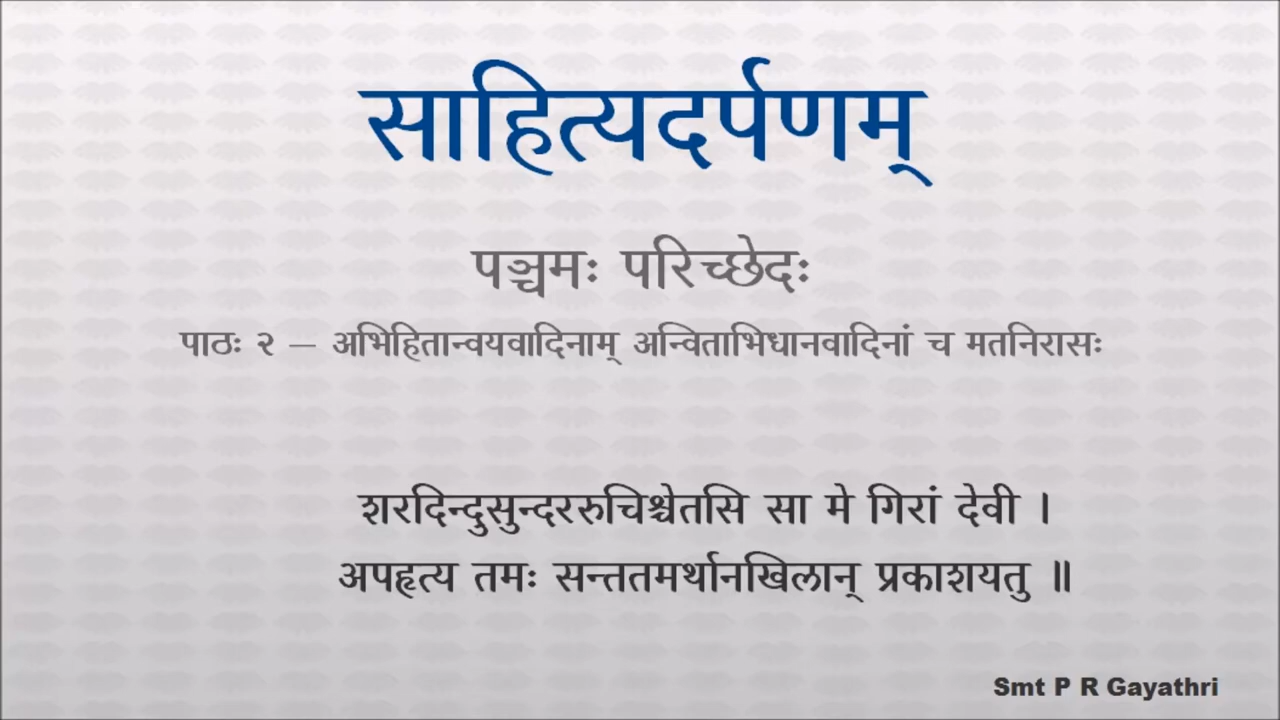 साहित्यदर्पणम्
पञ्चमः परिच्छेदः
पाठः २ – अभिहितान्वयवादिनाम् अन्विताभिधानवादिनां च मतनिरासः
शरदिन्दुसुन्दररुचिश्चेतसि सा मे गिरां देवी ।
अपहृत्य तमः सन्ततमर्थानखिलान् प्रकाशयतु ॥
Smt P R Gayathri